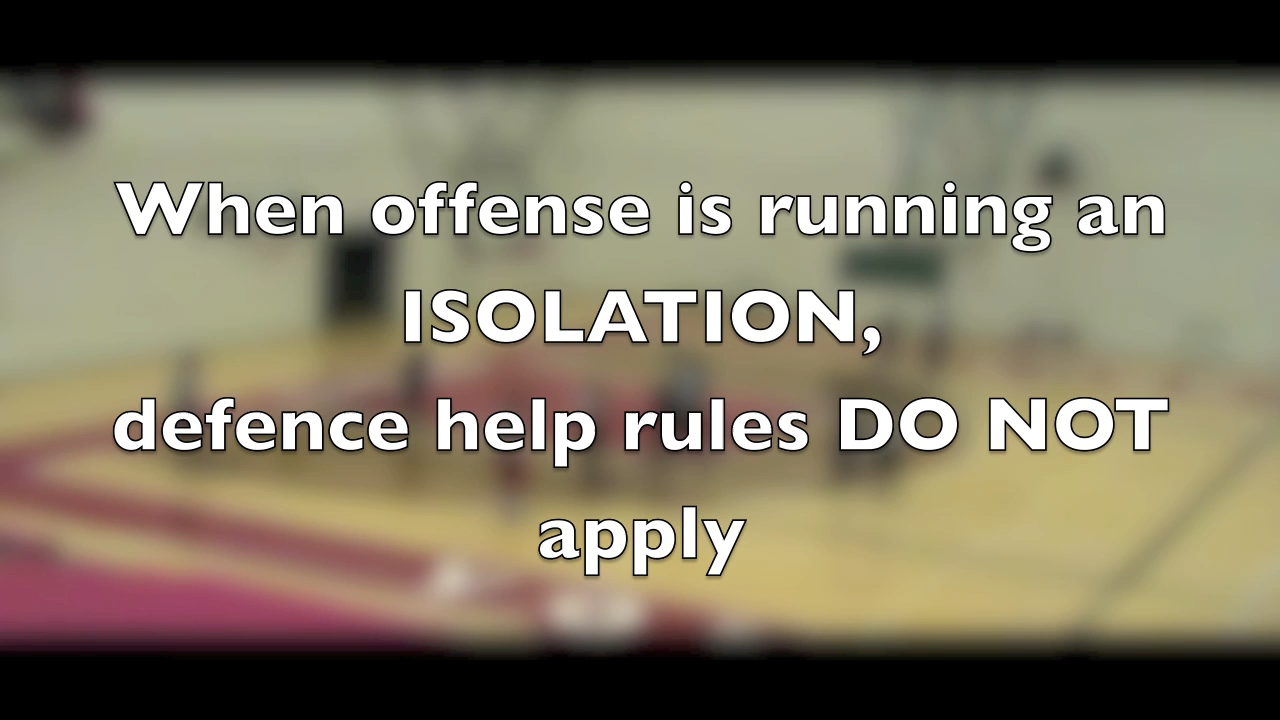 When offense is running an
ISOLATION,
defence help rules DO NOT
apply